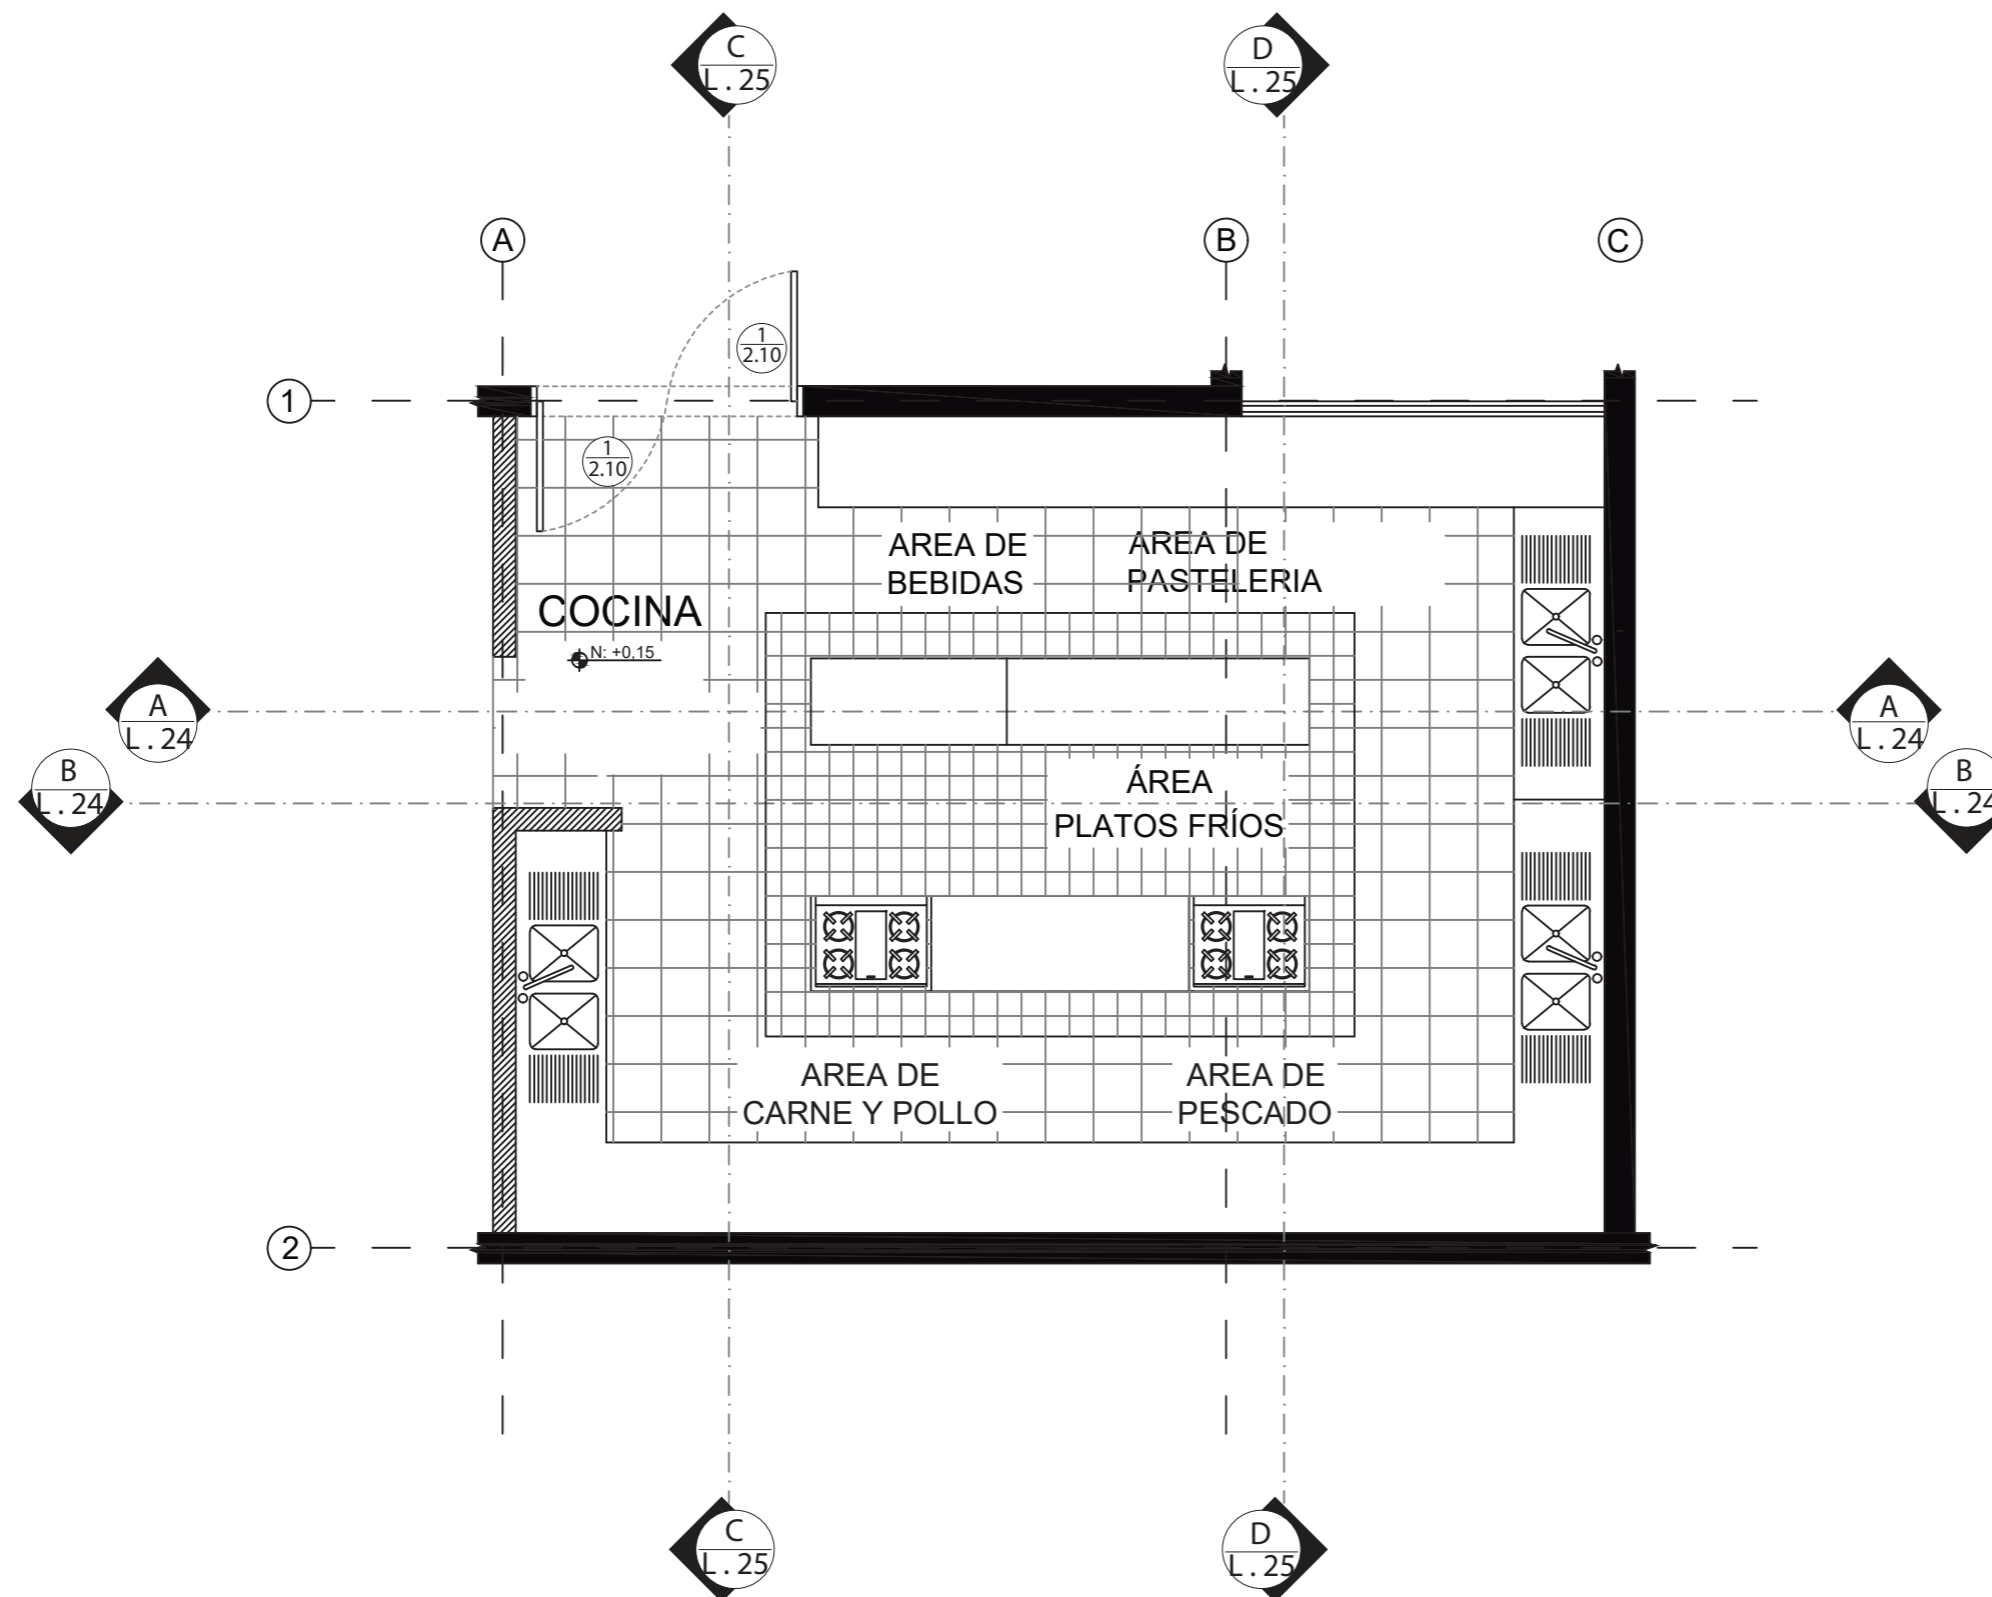 C
L . 25
D
L . 25
A
B
C
1
2.10
1
1
2.10
AREA DE
BEBIDAS
AREA DE
PASTELERIA
COCINA
N: +0,15
A
L . 24
A
L . 24
B
L . 24
B
L . 24
ÁREA
PLATOS FRÍOS
AREA DE
CARNE Y POLLO
AREA DE
PESCADO
2
C
L . 25
D
L . 25